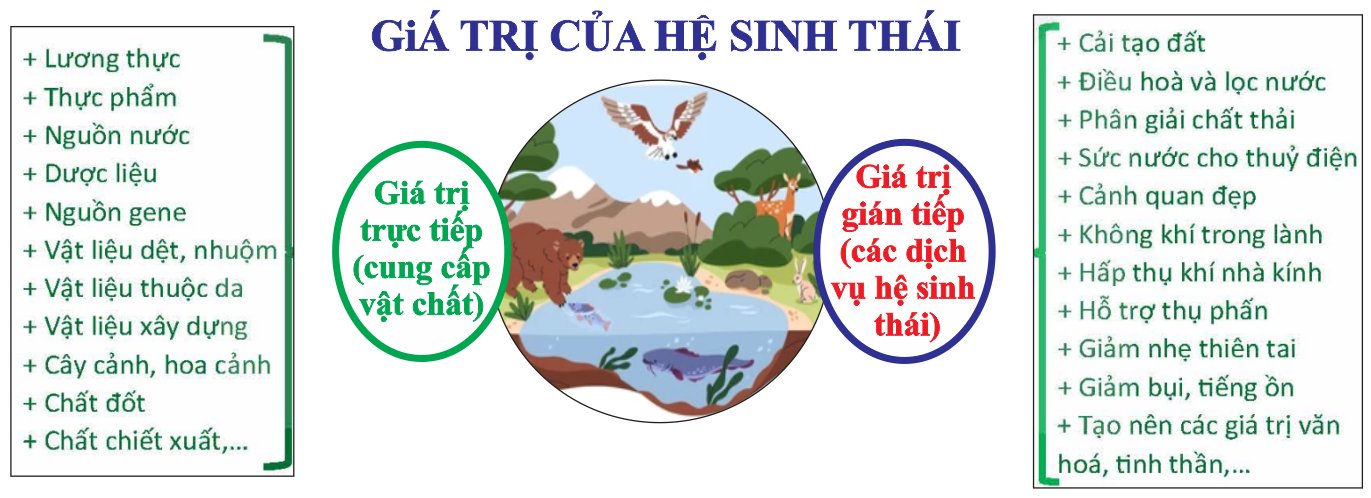 GiÁ TRỊ CỦA HỆ SINH THÁI
+ Lương thực
+ Thực phẩm
+ Nguồn nước
+ Dược liệu
+ Nguồn gene
+ Vật liệu dệt, nhuộm
+ Vật liệu thuộc da
+ Vật liệu xây dựng
+ Cây cảnh, hoa cảnh
+ Chất đốt
+ Chất chiết xuất,...
Giá trị
trực tiếp
(cung cấp
vật chất)
Giá trị
gián tiếp
(các dịch
vụ hệ sinh
thái)
+ Cải tạo đất
+ Điều hoà và lọc nước
+ Phân giải chất thải
+ Sức nước cho thuỷ điện
+ Cảnh quan đẹp
+ Không khí trong lành
+ Hấp thụ khí nhà kính
+ Hỗ trợ thụ phấn
+ Giảm nhẹ thiên tai
+ Giảm bụi, tiếng ồn
+ Tạo nên các giá trị văn
hoá, tinh thần,...